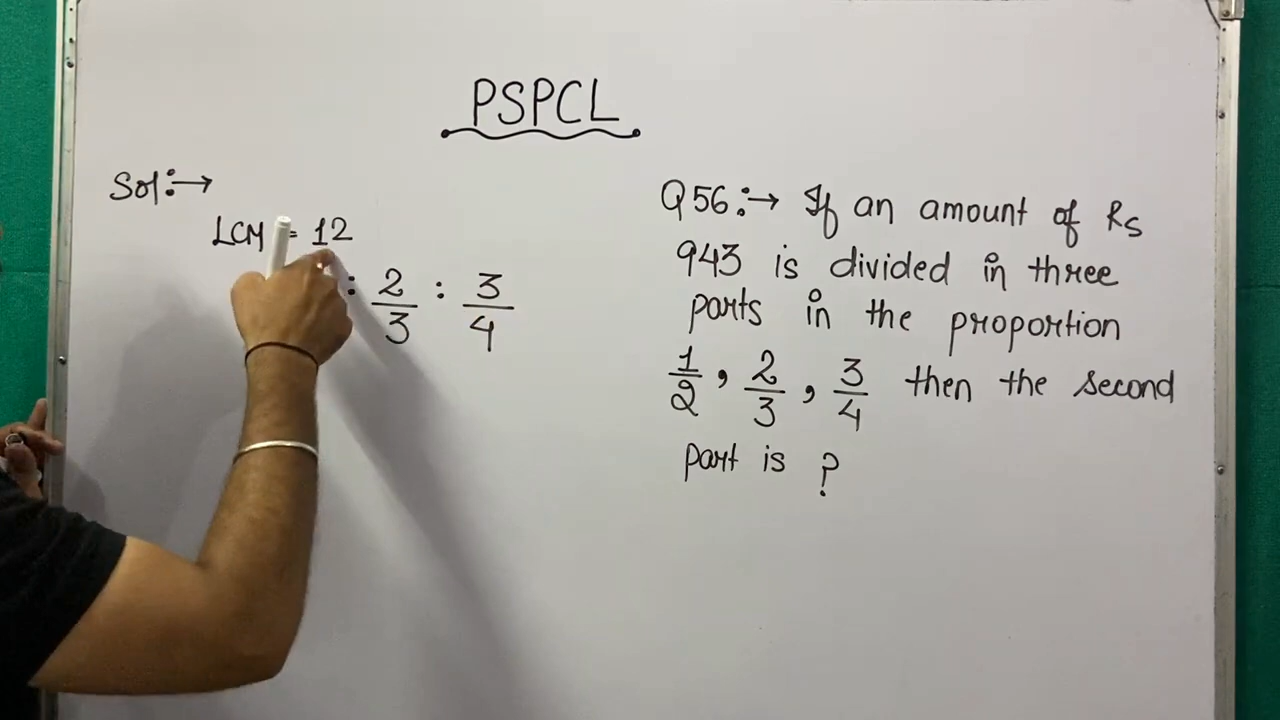 PSPCL
Sol:→
LCM = 12
: 2/3 : 3/4
Q56:→ If an amount of Rs
943 is divided in three
parts in the proportion
1/2, 2/3, 3/4 then the second
part is ?